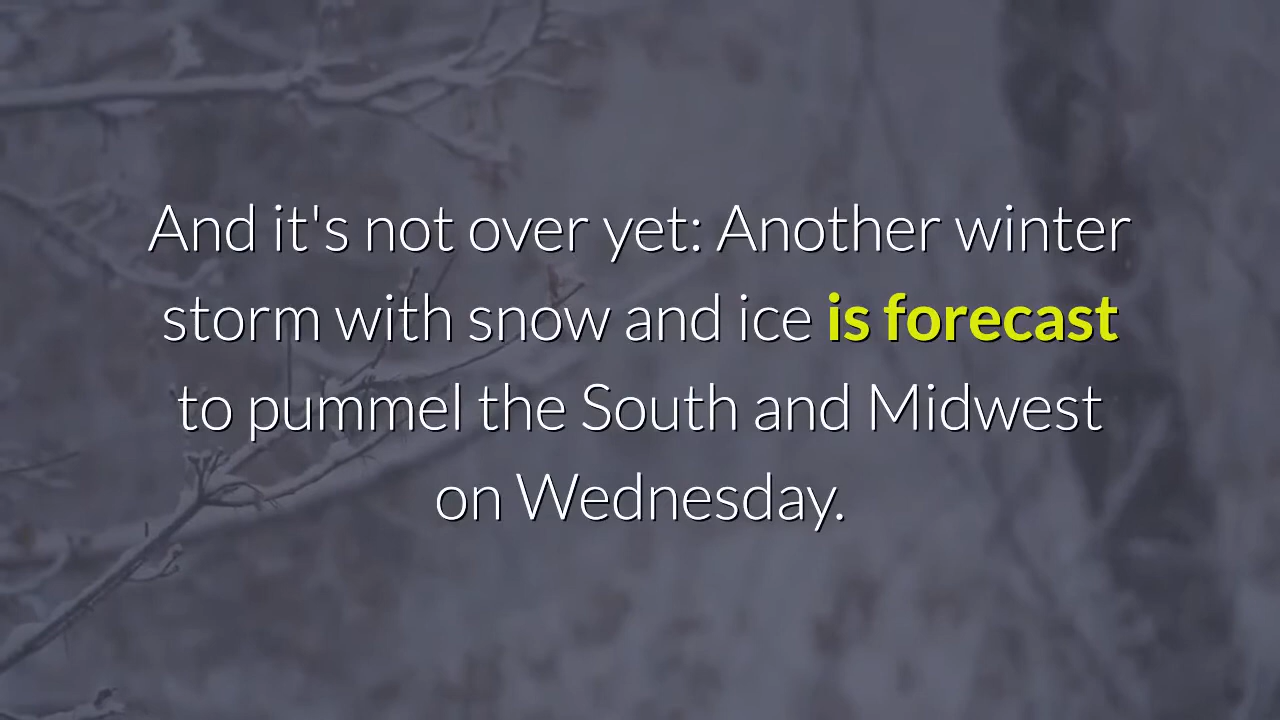 And it's not over yet: Another winter
storm with snow and ice is forecast
to pummel the South and Midwest
on Wednesday.